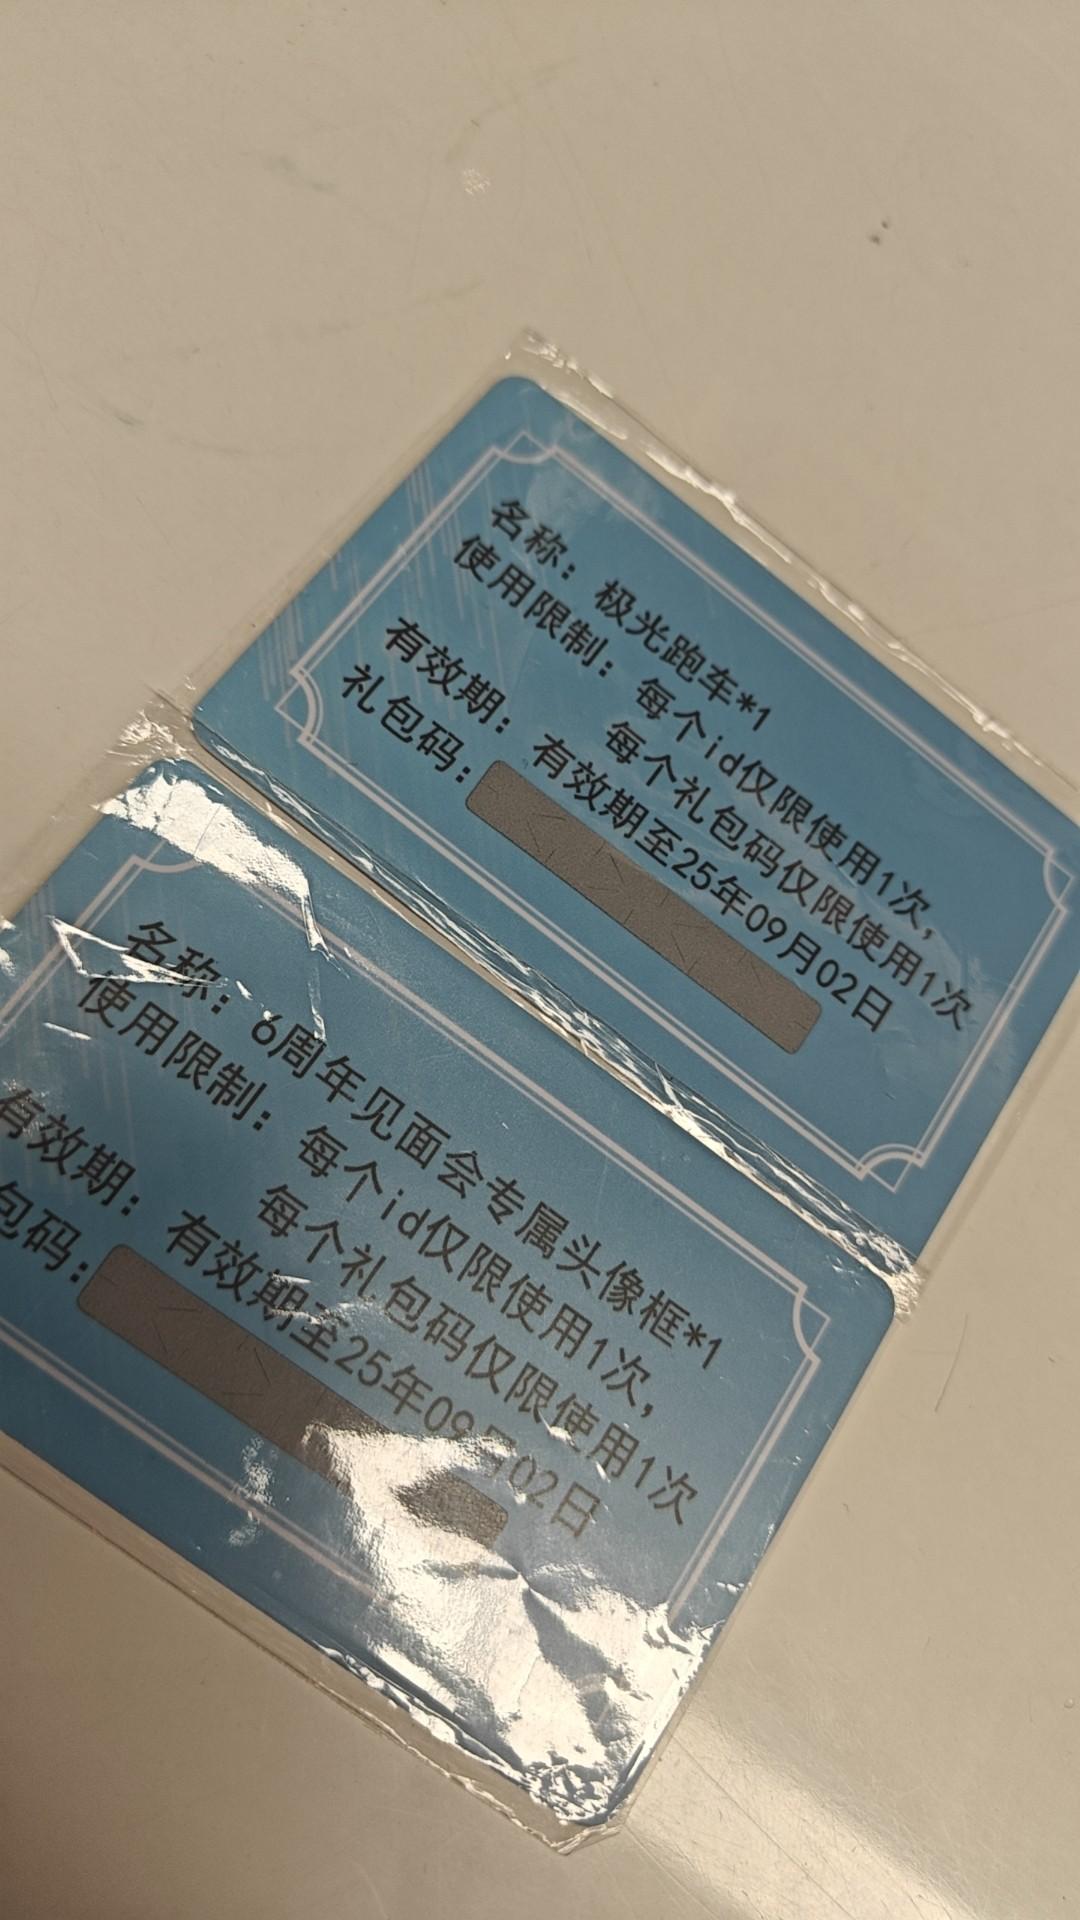 名称：极光跑车*1
使用限制：每个id仅限使用1次，
每个礼包码仅限使用1次
有效期：有效期至25年09月02日
礼包码：
名称：6周年见面会专属头像框*1
使用限制：每个id仅限使用1次，
每个礼包码仅限使用1次
有效期：有效期至25年09月02日
包码：